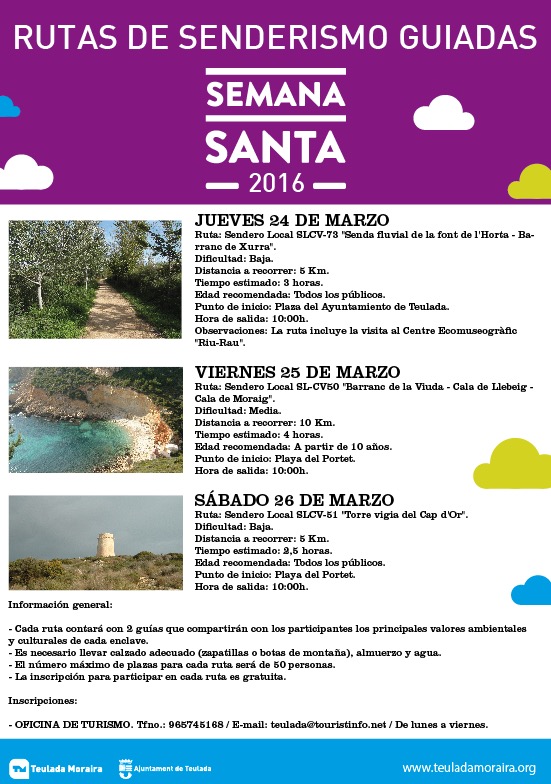 RUTAS DE SENDERISMO GUIADAS
SEMANA
SANTA
2016
JUEVES 24 DE MARZO
Ruta: Sendero Local SLCV-73 "Senda fluvial de la font de l'Horta - Ba-
rranc de Xurra".
Dificultad: Baja.
Distancia a recorrer: 5 Km.
Tiempo estimado: 3 horas.
Edad recomendada: Todos los públicos.
Punto de inicio: Plaza del Ayuntamiento de Teulada.
Hora de salida: 10:00h.
Observaciones: La ruta incluye la visita al Centre Ecomuseogràfic
"Riu-Rau".
VIERNES 25 DE MARZO
Ruta: Sendero Local SL-CV50 "Barranc de la Viuda - Cala de Llebeig -
Cala de Moraig".
Dificultad: Media.
Distancia a recorrer: 10 Km.
Tiempo estimado: 4 horas.
Edad recomendada: A partir de 10 años.
Punto de inicio: Playa del Portet.
Hora de salida: 10:00h.
SÁBADO 26 DE MARZO
Ruta: Sendero Local SLCV-51 "Torre vigia del Cap d'Or".
Dificultad: Baja.
Distancia a recorrer: 5 Km.
Tiempo estimado: 2,5 horas.
Edad recomendada: Todos los públicos.
Punto de inicio: Playa del Portet.
Hora de salida: 10:00h.
Información general:
- Cada ruta contará con 2 guías que compartirán con los participantes los principales valores ambientales
y culturales de cada enclave.
- Es necesario llevar calzado adecuado (zapatillas o botas de montaña), almuerzo y agua.
- El número máximo de plazas para cada ruta será de 50 personas.
- La inscripción para participar en cada ruta es gratuita.
Inscripciones:
- OFICINA DE TURISMO. Tfno.: 965745168 / E-mail: teulada@touristinfo.net / De lunes a viernes.
TM Teulada Moraira
Ajuntament de Teulada
www.teuladamoraira.org